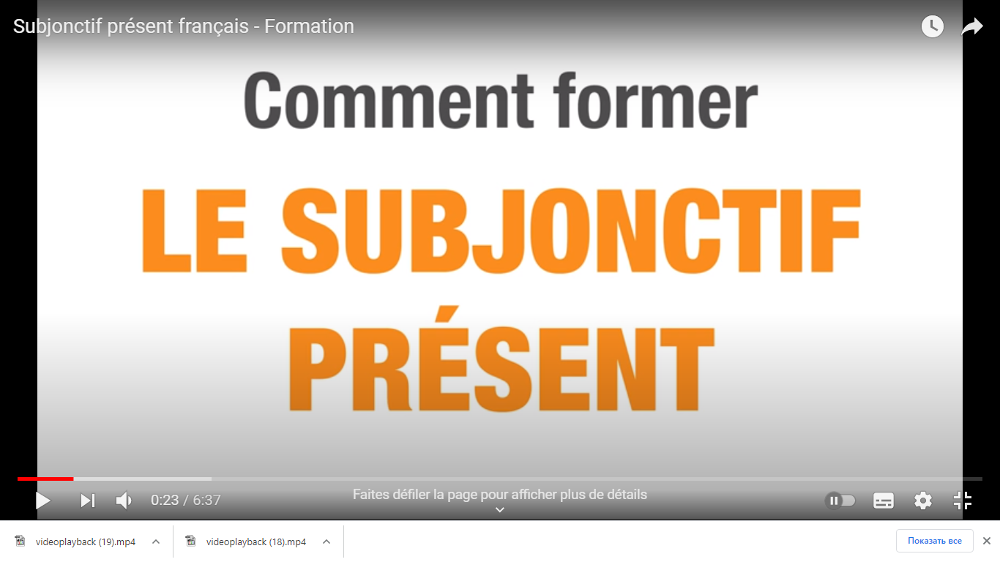 Subjonctif présent français - Formation
Comment former
LE SUBJONCTIF
PRÉSENT
0:23 / 6:37
Faites défiler la page pour afficher plus de détails
videoplayback (19).mp4
videoplayback (18).mp4
Показать все